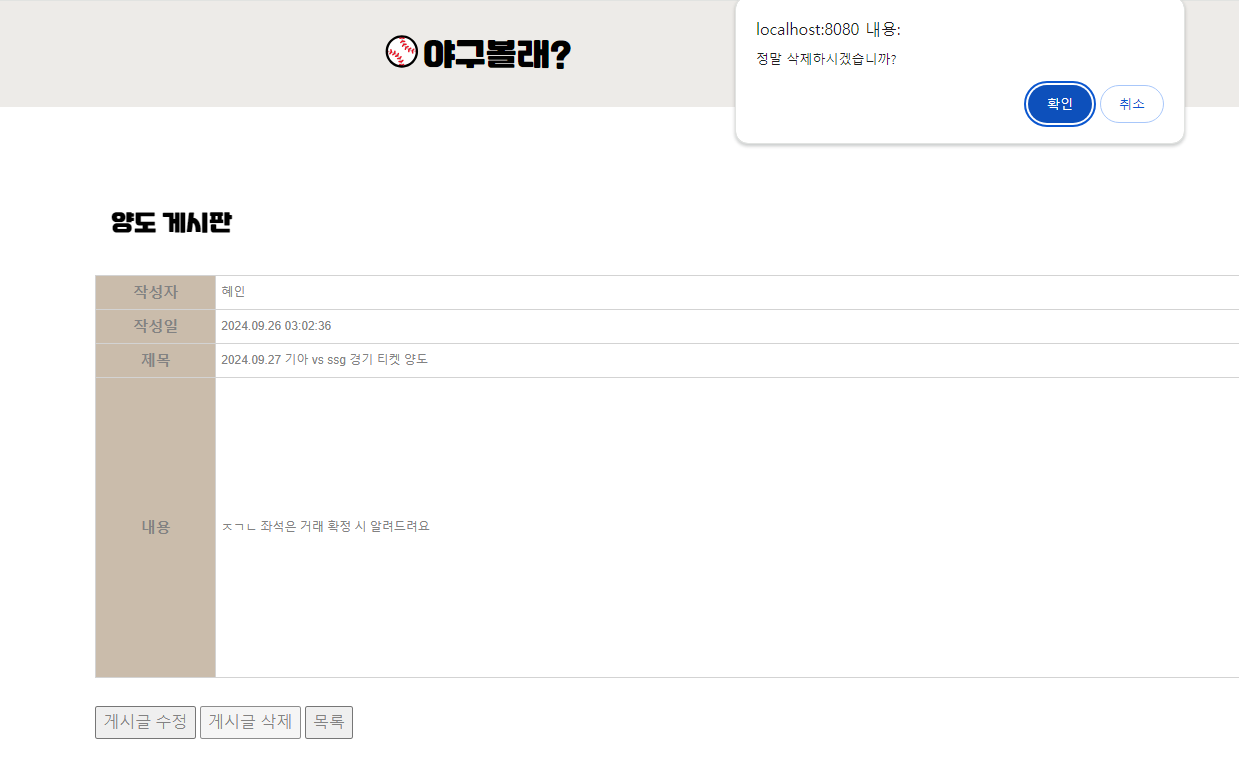 야구볼래?
localhost:8080 내용:
정말 삭제하시겠습니까?
확인 취소
양도 게시판
작성자 혜인
작성일 2024.09.26 03:02:36
제목 2024.09.27 기아 vs ssg 경기 티켓 양도
내용 ㅈㄱㄴ 좌석은 거래 확정 시 알려드려요
게시글 수정 게시글 삭제 목록